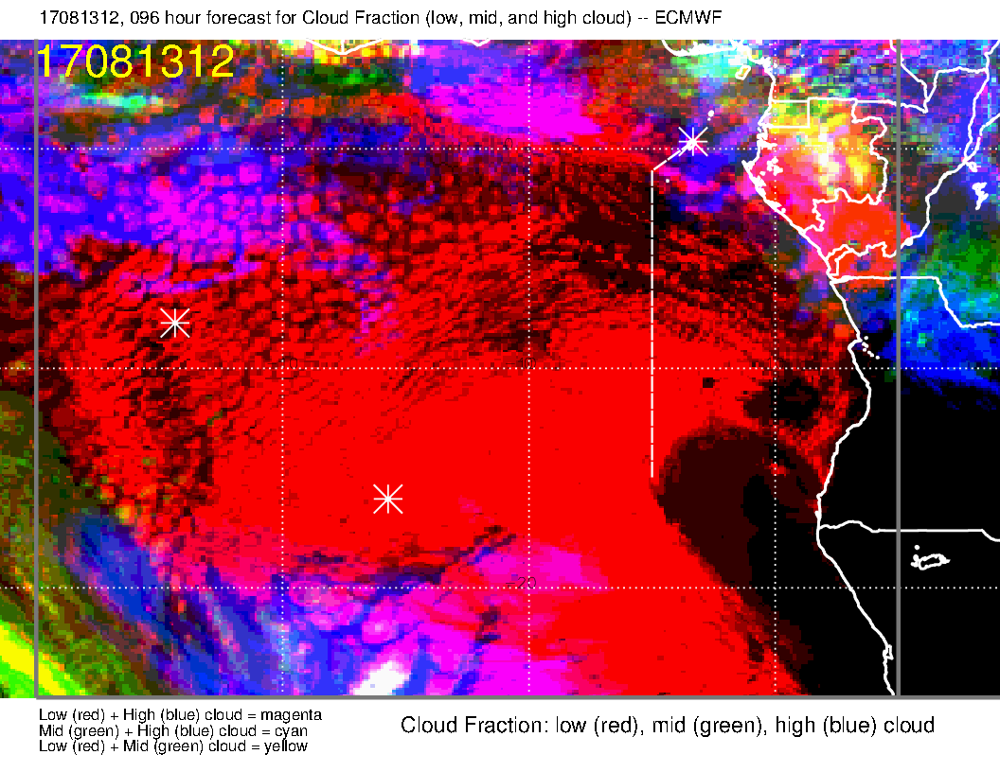 17081312, 096 hour forecast for Cloud Fraction (low, mid, and high cloud) -- ECMWF
17081312
0
-10
-20
Low (red) + High (blue) cloud = magenta
Mid (green) + High (blue) cloud = cyan
Low (red) + Mid (green) cloud = yellow
Cloud Fraction: low (red), mid (green), high (blue) cloud